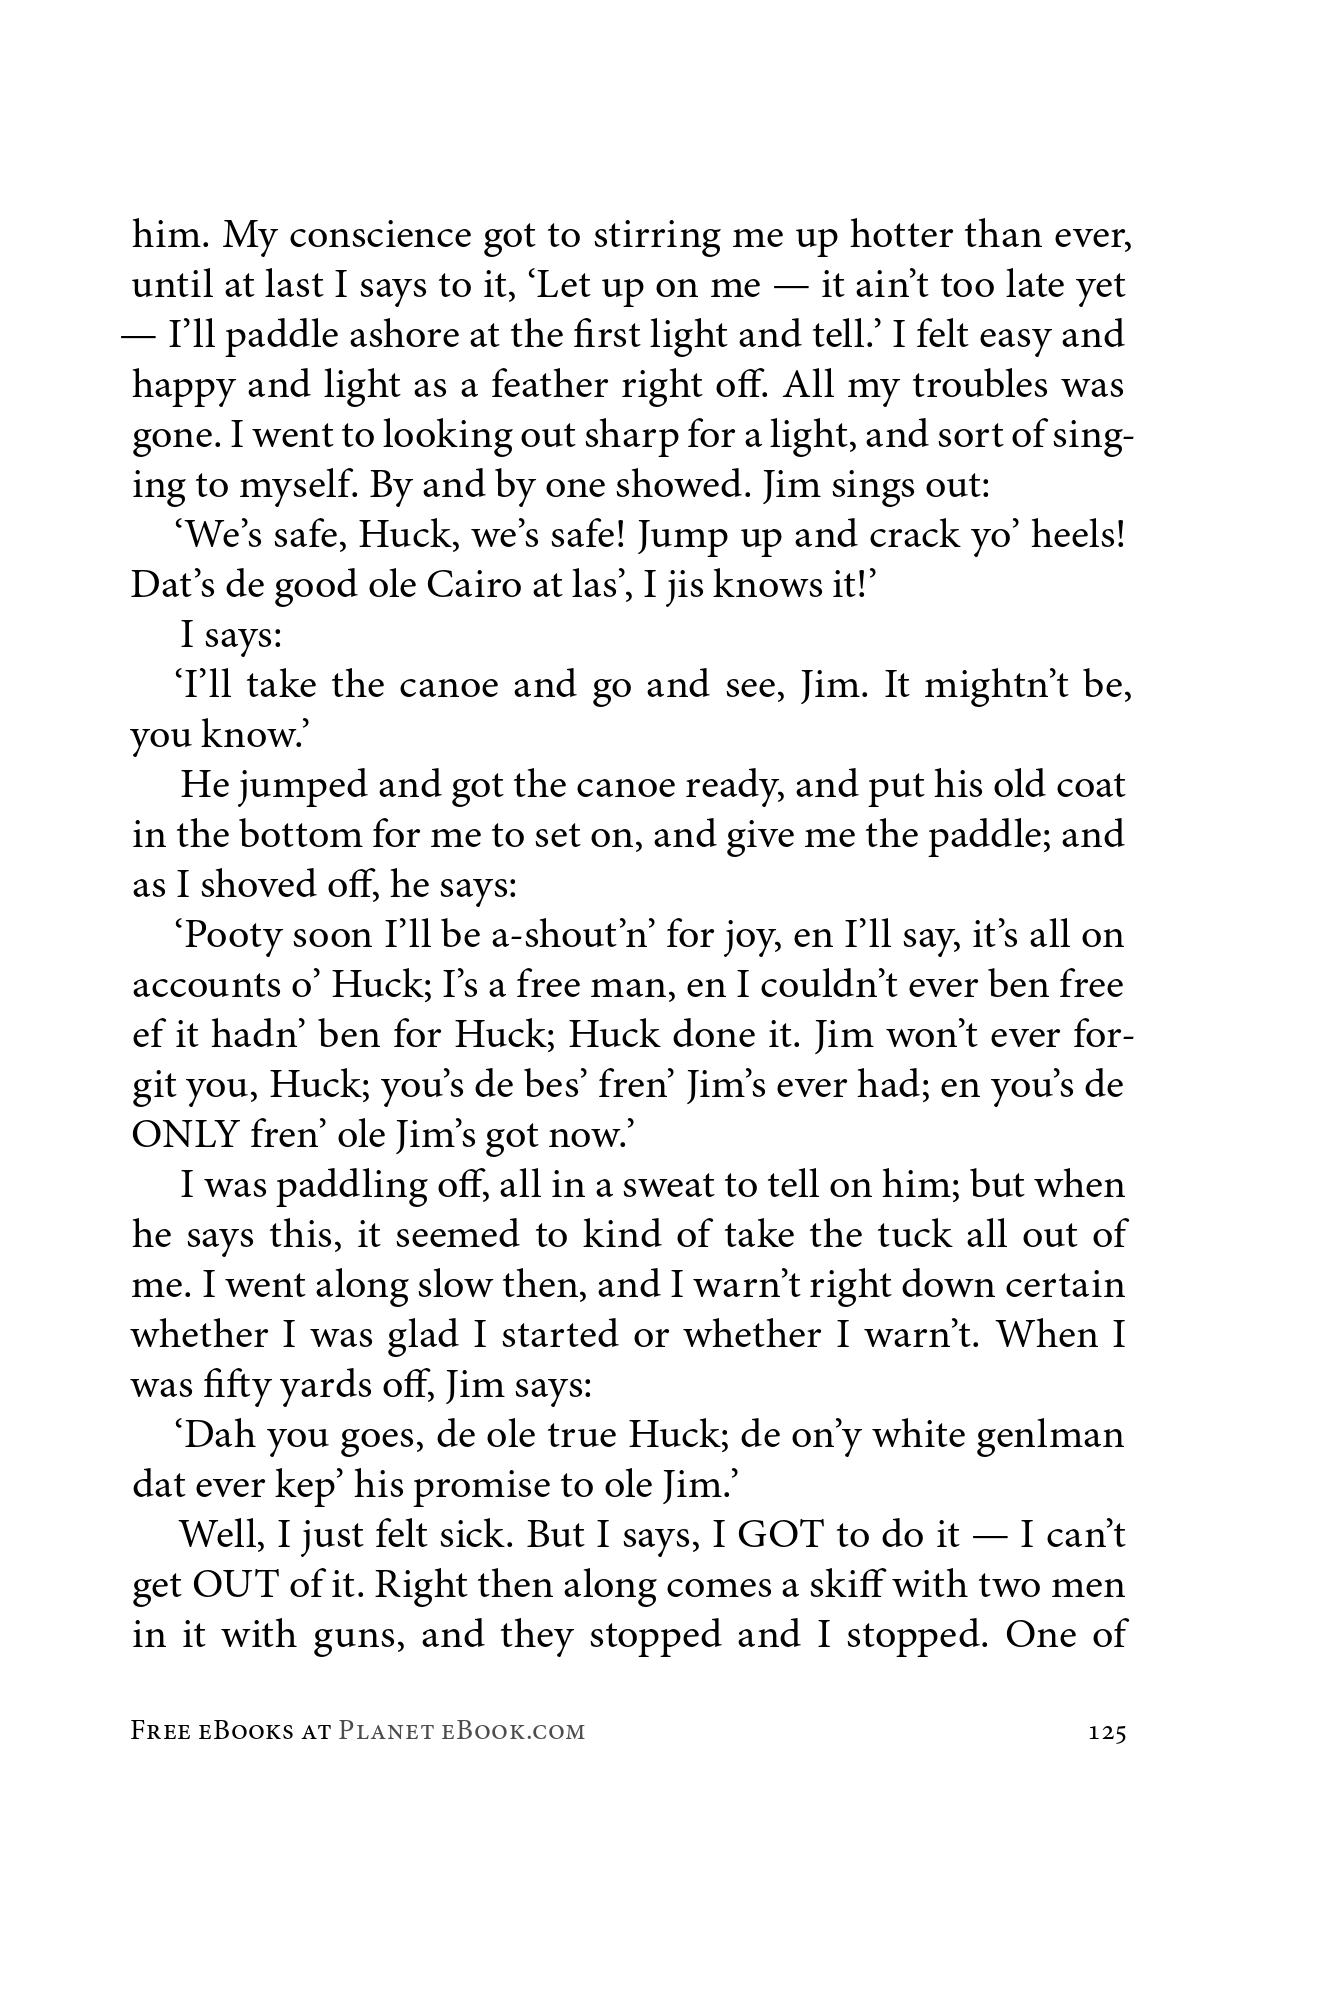 him. My conscience got to stirring me up hotter than ever,
until at last I says to it, ‘Let up on me — it ain’t too late yet
— I’ll paddle ashore at the first light and tell.’ I felt easy and
happy and light as a feather right off. All my troubles was
gone. I went to looking out sharp for a light, and sort of sing-
ing to myself. By and by one showed. Jim sings out:
‘We’s safe, Huck, we’s safe! Jump up and crack yo’ heels!
Dat’s de good ole Cairo at las’, I jis knows it!’
I says:
‘I’ll take the canoe and go and see, Jim. It mightn’t be,
you know.’
He jumped and got the canoe ready, and put his old coat
in the bottom for me to set on, and give me the paddle; and
as I shoved off, he says:
‘Pooty soon I’ll be a-shout’n’ for joy, en I’ll say, it’s all on
accounts o’ Huck; I’s a free man, en I couldn’t ever ben free
ef it hadn’ ben for Huck; Huck done it. Jim won’t ever for-
git you, Huck; you’s de bes’ fren’ Jim’s ever had; en you’s de
ONLY fren’ ole Jim’s got now.’
I was paddling off, all in a sweat to tell on him; but when
he says this, it seemed to kind of take the tuck all out of
me. I went along slow then, and I warn’t right down certain
whether I was glad I started or whether I warn’t. When I
was fifty yards off, Jim says:
‘Dah you goes, de ole true Huck; de on’y white genlman
dat ever kep’ his promise to ole Jim.’
Well, I just felt sick. But I says, I GOT to do it — I can’t
get OUT of it. Right then along comes a skiff with two men
in it with guns, and they stopped and I stopped. One of
Free eBooks at Planet eBook.com 125